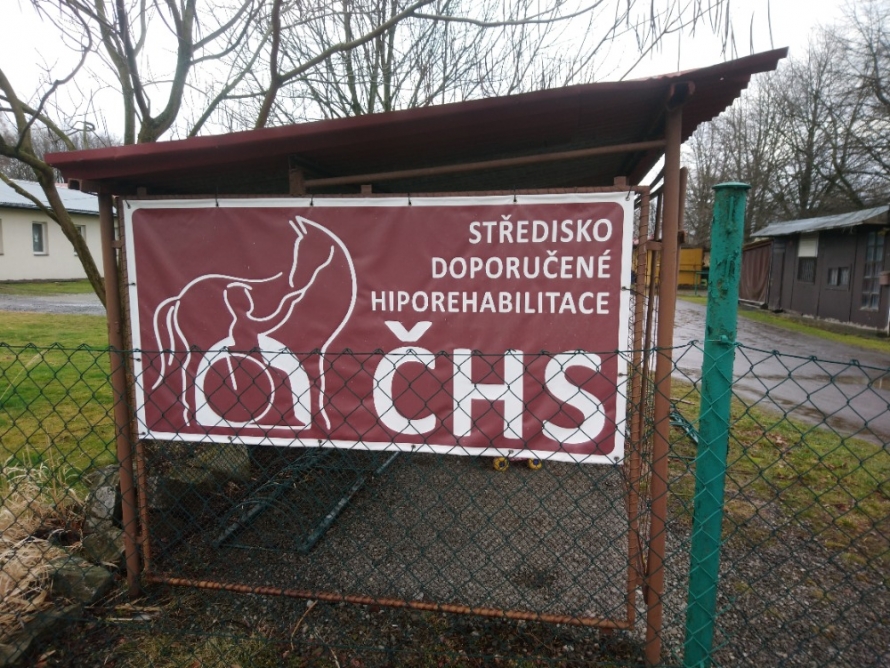 STŘEDISKO
DOPORUČENÉ
HIPOREHABILITACE
ČHS